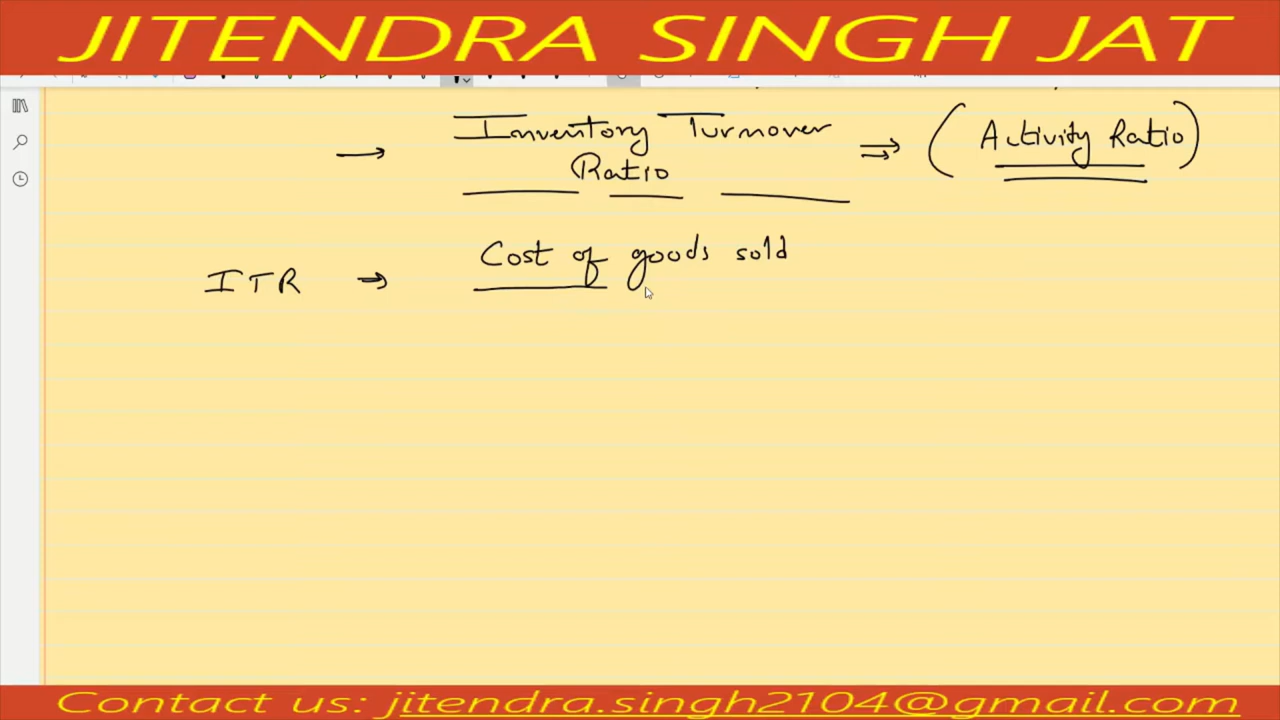 JITENDRA SINGH JAT
→ Inventory Turnover ⇒ (Activity Ratio)
Ratio
Cost of goods sold
ITR →
Contact us: jitendra.singh2104@gmail.com